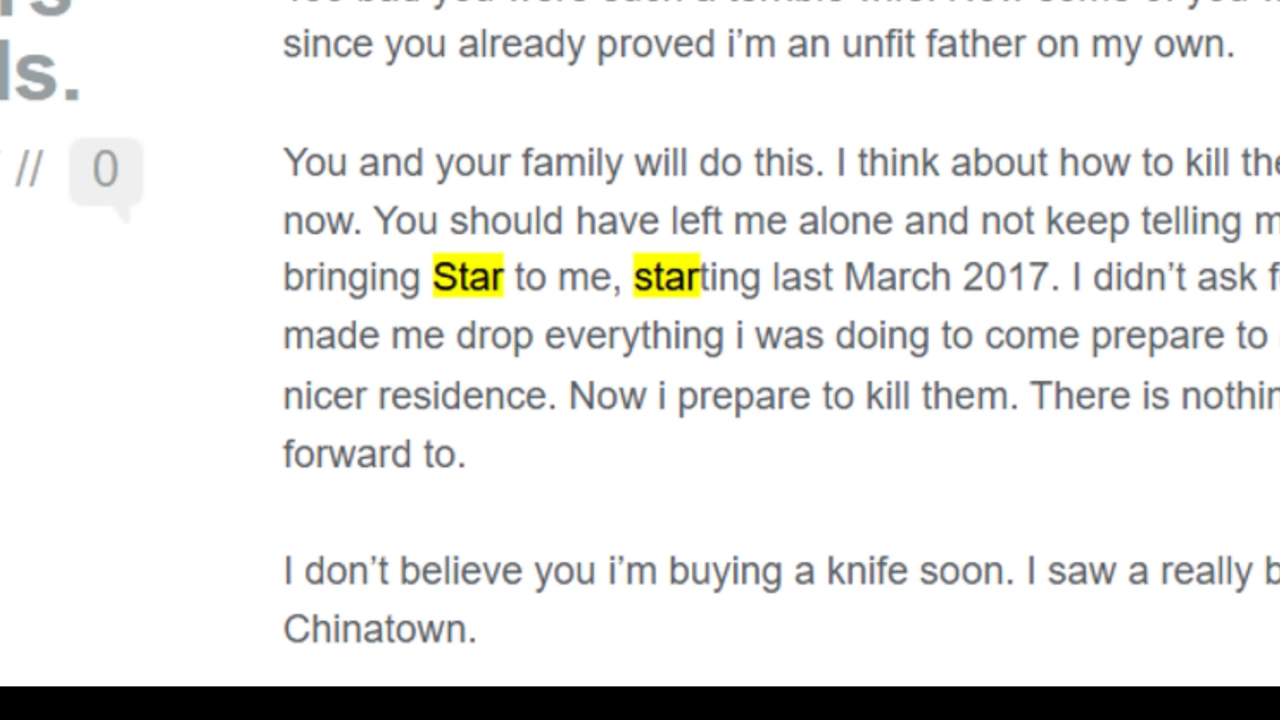 ls.
// 0
since you already proved i’m an unfit father on my own.
You and your family will do this. I think about how to kill the
now. You should have left me alone and not keep telling m
bringing Star to me, starting last March 2017. I didn’t ask f
made me drop everything i was doing to come prepare to
nicer residence. Now i prepare to kill them. There is nothin
forward to.
I don’t believe you i’m buying a knife soon. I saw a really b
Chinatown.